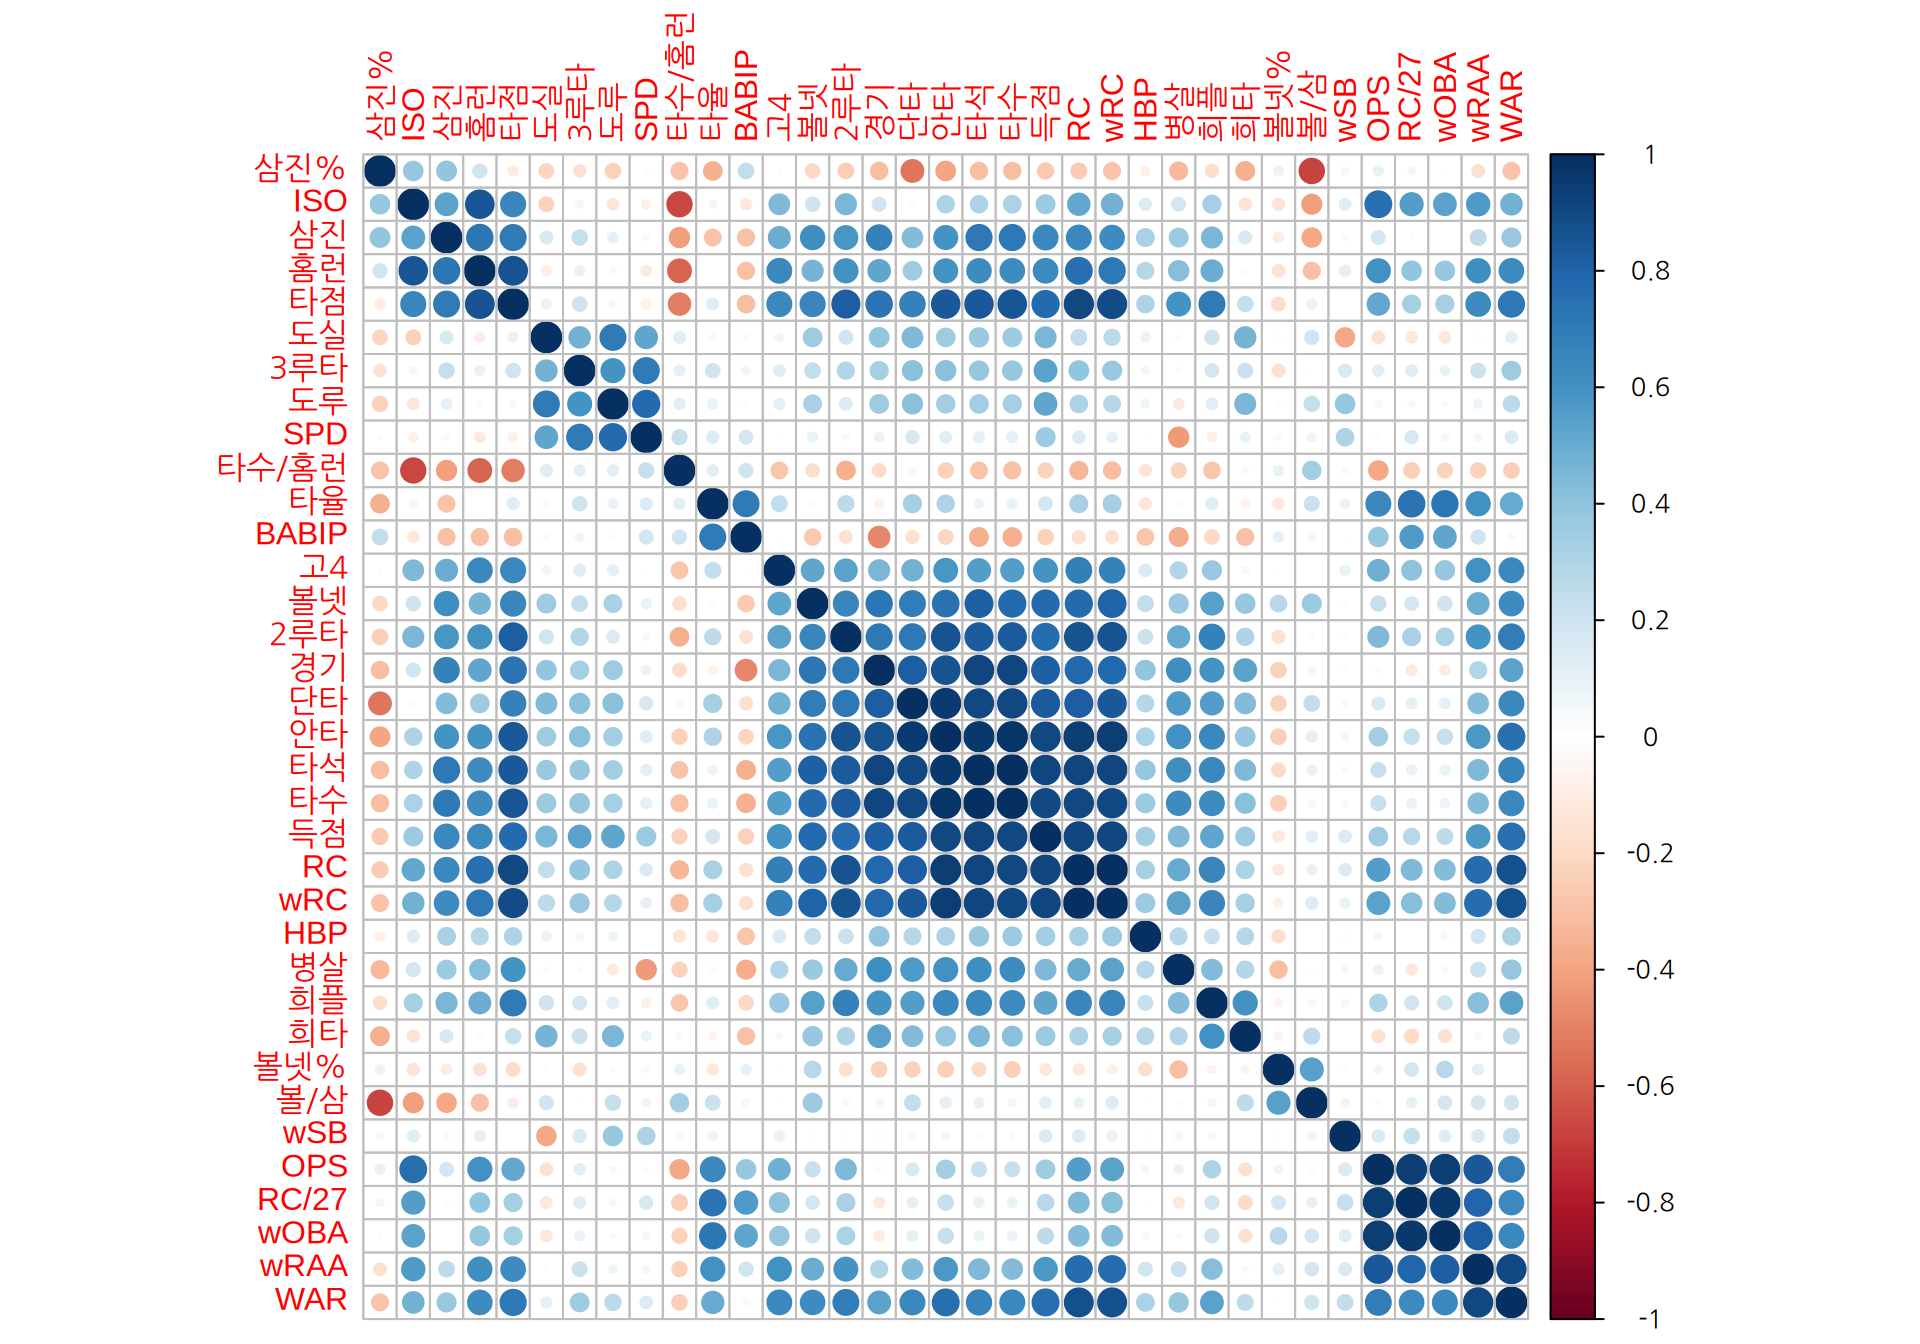 삼진%
ISO
삼진
홈런
타점
도실
3루타
도루
SPD
타수/홈런
타율
BABIP
고4
볼넷
2루타
경기
단타
안타
타석
타수
득점
RC
wRC
HBP
병살
희플
희타
볼넷%
볼/삼
wSB
OPS
RC/27
wOBA
wRAA
WAR
삼진%
ISO
삼진
홈런
타점
도실
3루타
도루
SPD
타수/홈런
타율
BABIP
고4
볼넷
2루타
경기
단타
안타
타석
타수
득점
RC
wRC
HBP
병살
희플
희타
볼넷%
볼/삼
wSB
OPS
RC/27
wOBA
wRAA
WAR
1
0.8
0.6
0.4
0.2
0
-0.2
-0.4
-0.6
-0.8
-1